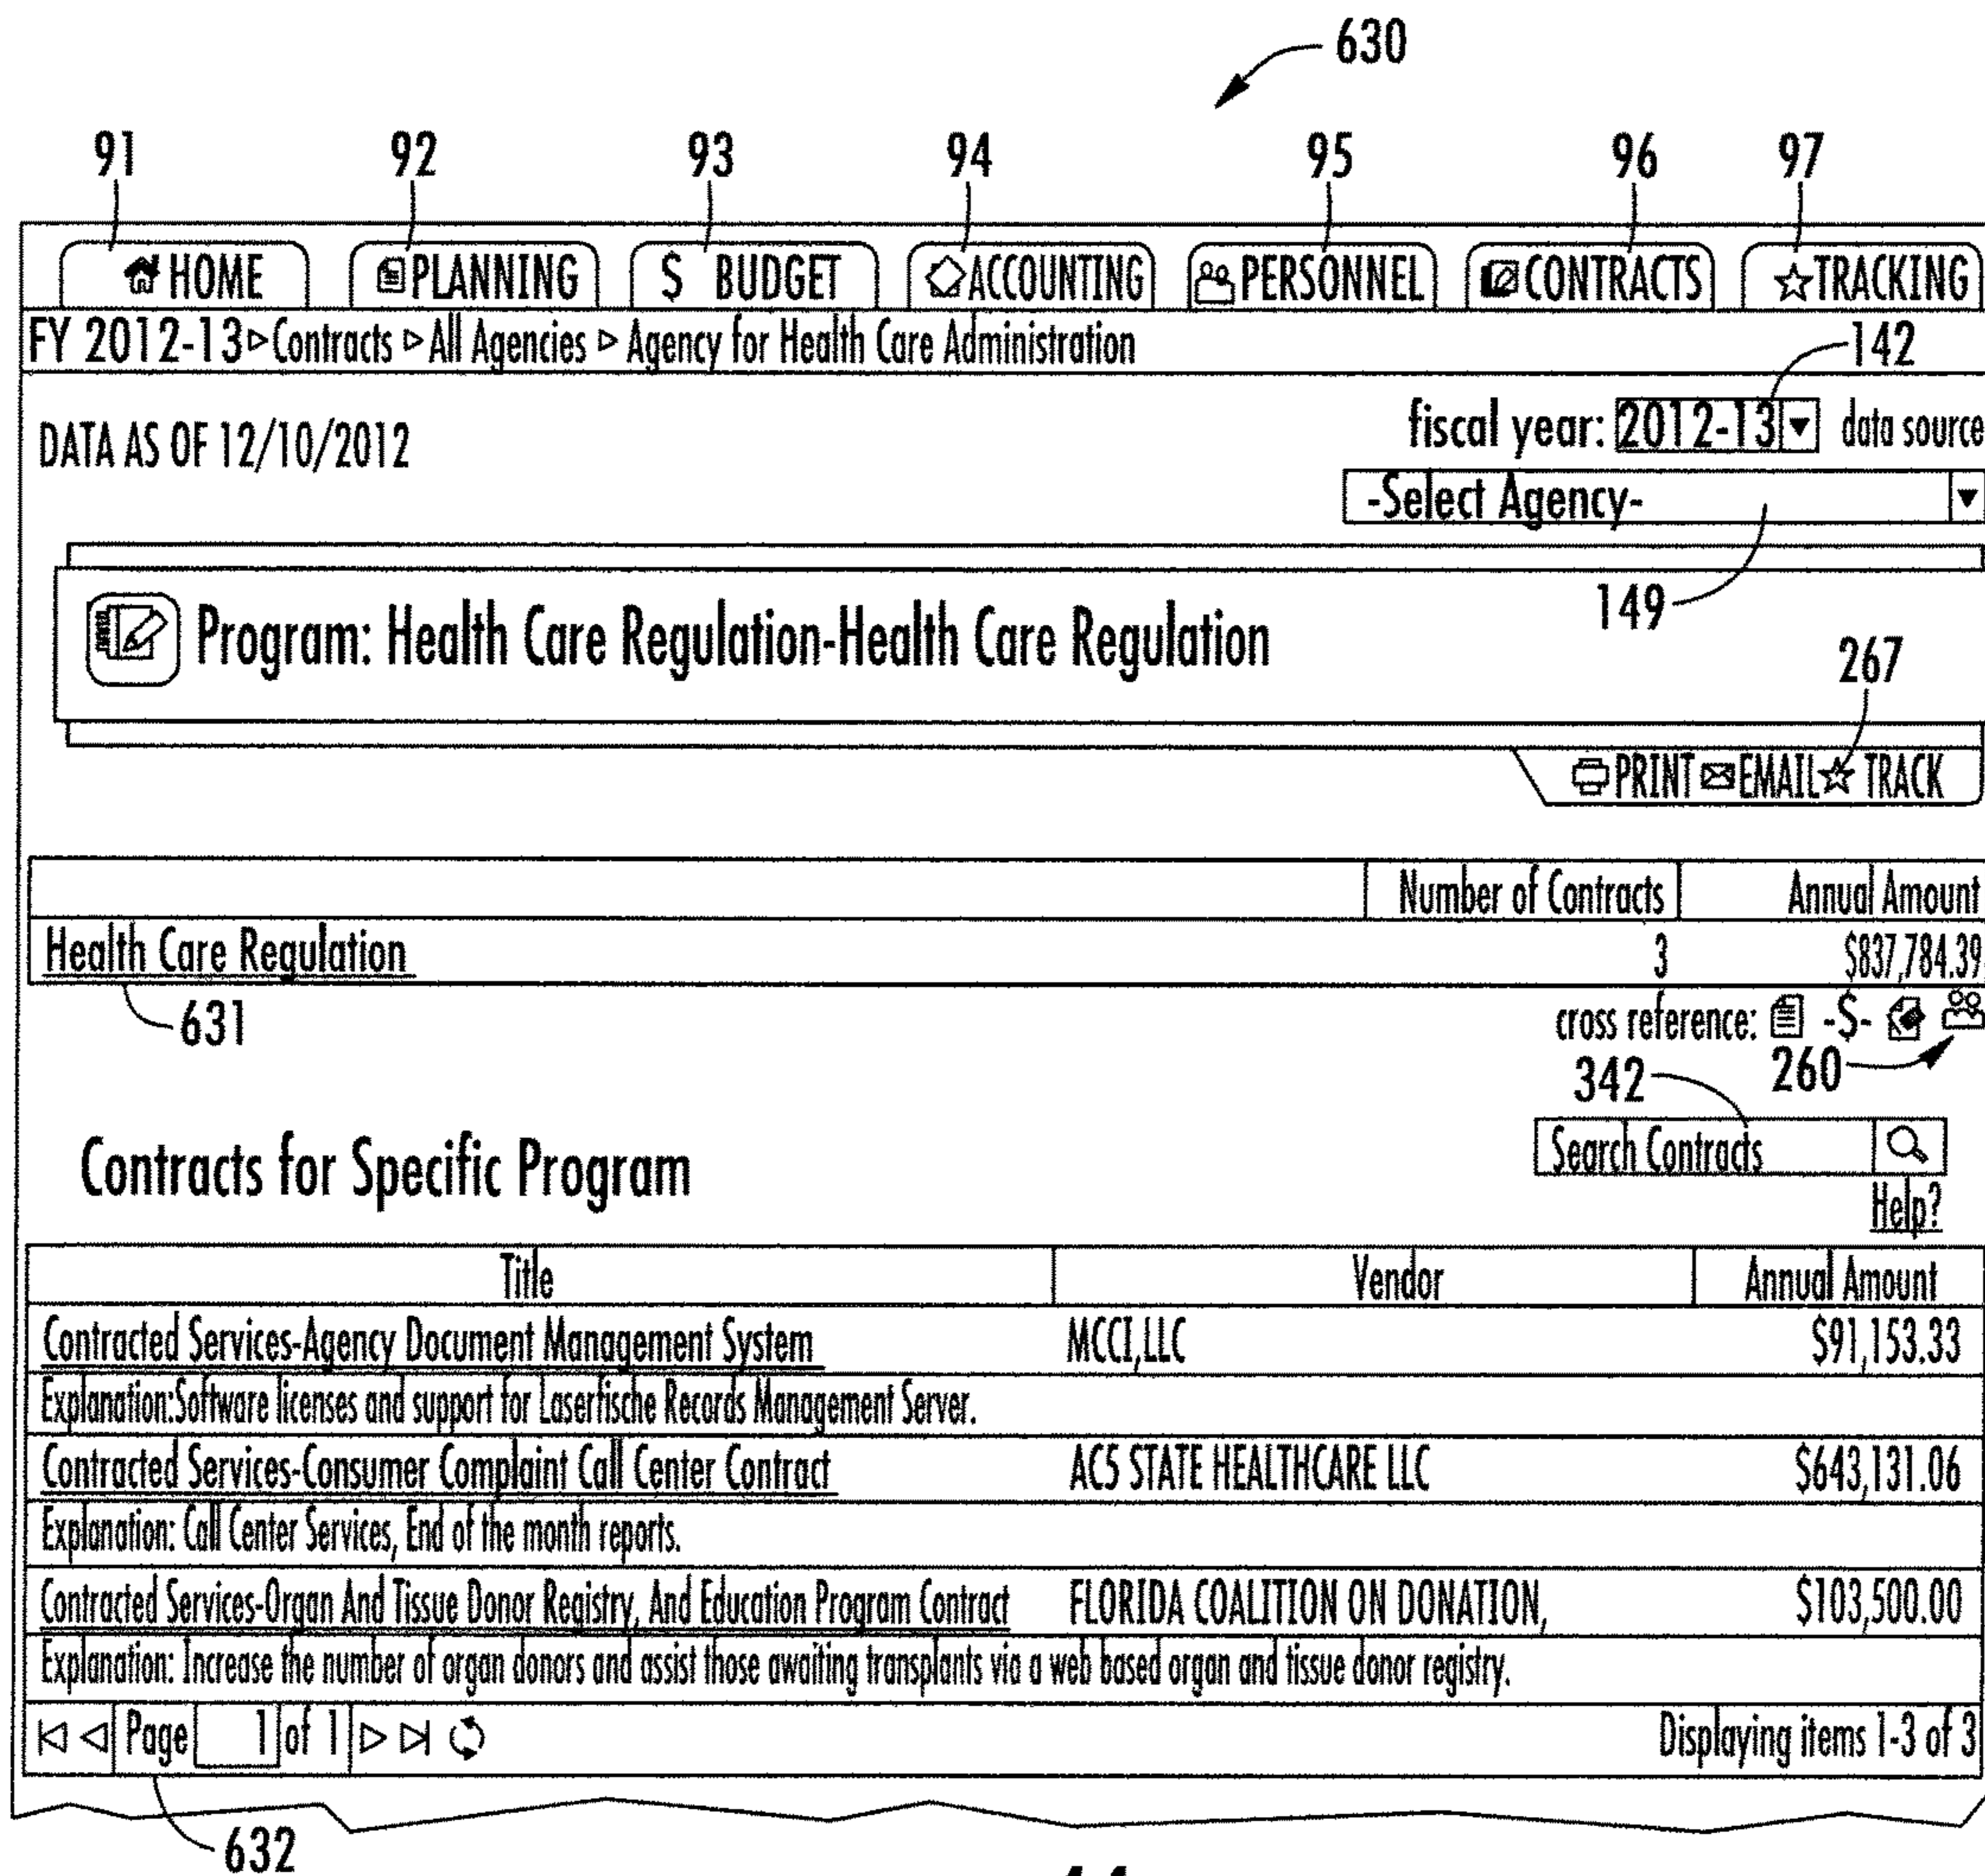 630
91 92 93 94 95 96 97
HOME PLANNING $ BUDGET ACCOUNTING PERSONNEL CONTRACTS TRACKING
FY 2012-13▹Contracts ▹ All Agencies ▹ Agency for Health Care Administration
142
DATA AS OF 12/10/2012
fiscal year: 2012-13 data source
-Select Agency-
149
Program: Health Care Regulation-Health Care Regulation
267
PRINT EMAIL TRACK
Number of Contracts Annual Amount
Health Care Regulation 3 $837,784.39
631
cross reference: -$-
260
342
Contracts for Specific Program
Search Contracts
Help?
Title Vendor Annual Amount
Contracted Services-Agency Document Management System MCCI,LLC $91,153.33
Explanation:Software licenses and support for Laserfische Records Management Server.
Contracted Services-Consumer Complaint Call Center Contract AC5 STATE HEALTHCARE LLC $643,131.06
Explanation: Call Center Services, End of the month reports.
Contracted Services-Organ And Tissue Donor Registry, And Education Program Contract FLORIDA COALITION ON DONATION, $103,500.00
Explanation: Increase the number of organ donors and assist those awaiting transplants via a web based organ and tissue donor registry.
Page 1 of 1 Displaying items 1-3 of 3
632